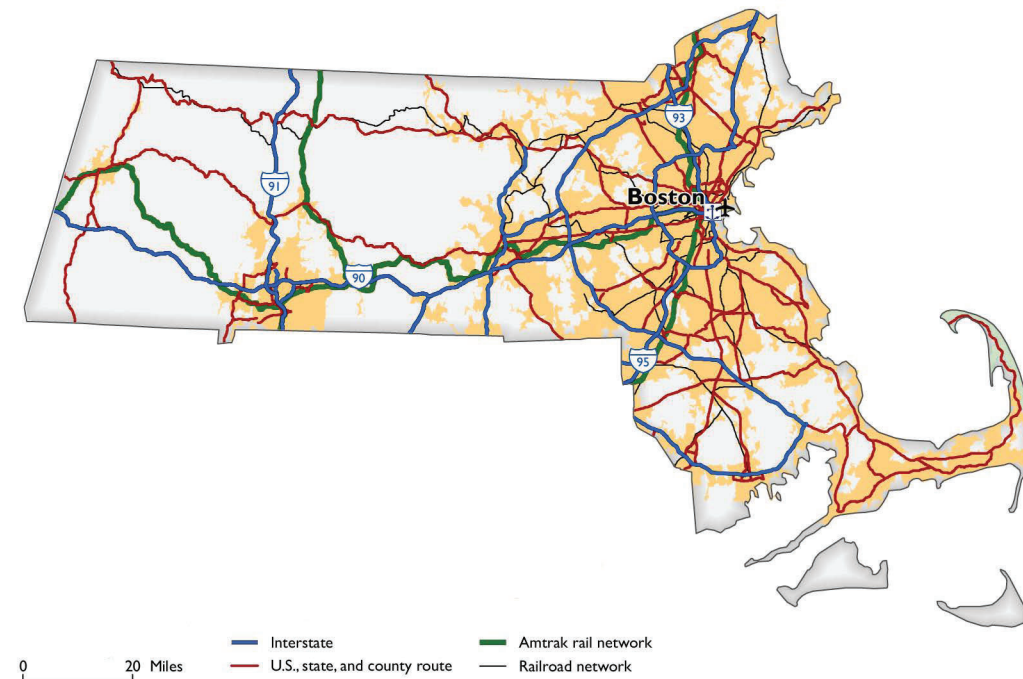 93
91
Boston
90
95
Interstate
Amtrak rail network
0 20 Miles
U.S., state, and county route
Railroad network